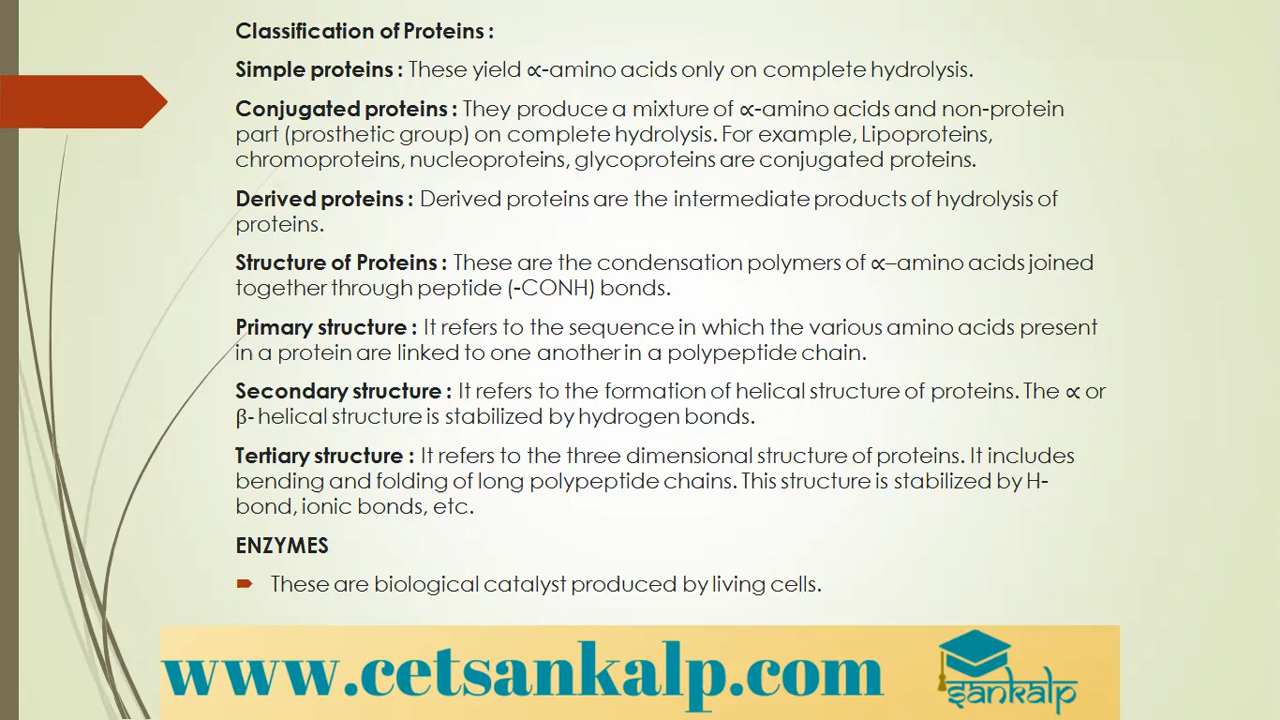 Classification of Proteins :
Simple proteins : These yield ∝-amino acids only on complete hydrolysis.
Conjugated proteins : They produce a mixture of ∝-amino acids and non-protein
part (prosthetic group) on complete hydrolysis. For example, Lipoproteins,
chromoproteins, nucleoproteins, glycoproteins are conjugated proteins.
Derived proteins : Derived proteins are the intermediate products of hydrolysis of
proteins.
Structure of Proteins : These are the condensation polymers of ∝–amino acids joined
together through peptide (-CONH) bonds.
Primary structure : It refers to the sequence in which the various amino acids present
in a protein are linked to one another in a polypeptide chain.
Secondary structure : It refers to the formation of helical structure of proteins. The ∝ or
β- helical structure is stabilized by hydrogen bonds.
Tertiary structure : It refers to the three dimensional structure of proteins. It includes
bending and folding of long polypeptide chains. This structure is stabilized by H-
bond, ionic bonds, etc.
ENZYMES
These are biological catalyst produced by living cells.
www.cetsankalp.com
sankalp